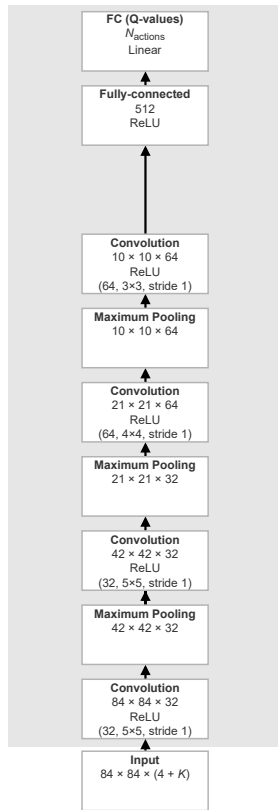 FC (Q-values)
Nactions
Linear
Fully-connected
512
ReLU
Convolution
10 × 10 × 64
ReLU
(64, 3×3, stride 1)
Maximum Pooling
10 × 10 × 64
Convolution
21 × 21 × 64
ReLU
(64, 4×4, stride 1)
Maximum Pooling
21 × 21 × 32
Convolution
42 × 42 × 32
ReLU
(32, 5×5, stride 1)
Maximum Pooling
42 × 42 × 32
Convolution
84 × 84 × 32
ReLU
(32, 5×5, stride 1)
Input
84 × 84 × (4 + K)